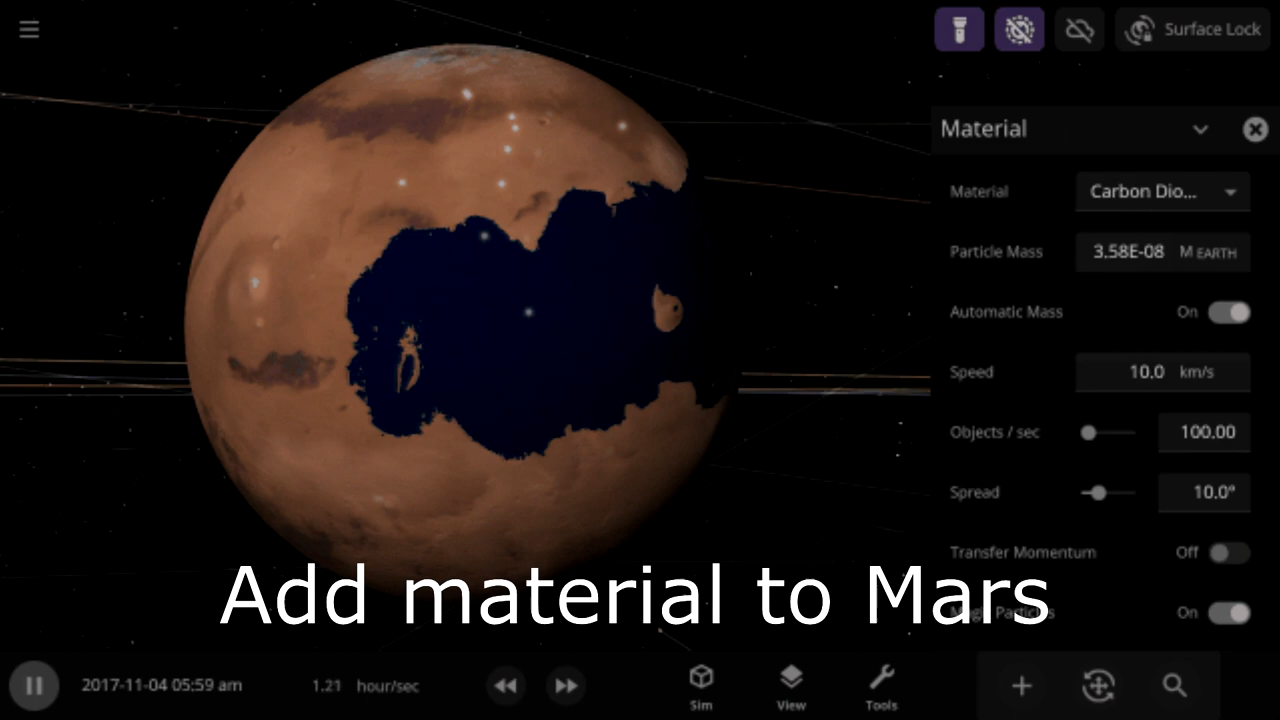 Surface Lock
Material
Material Carbon Dio...
Particle Mass 3.58E-08 M EARTH
Automatic Mass On
Speed 10.0 km/s
Objects / sec 100.00
Spread 10.0°
Transfer Momentum Off
Add material to Mars
On
2017-11-04 05:59 am 1.21 hour/sec Sim View Tools